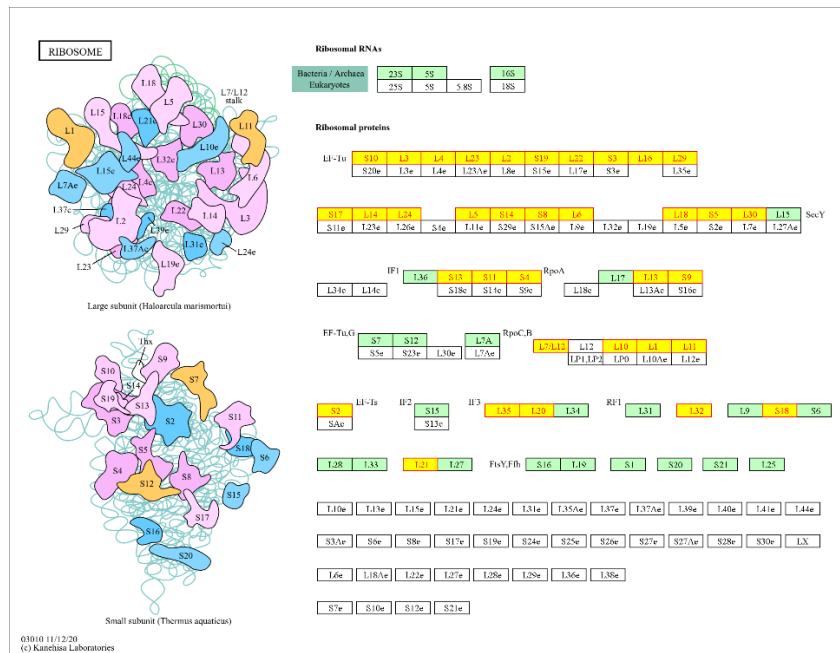 RIBOSOME
L18
L5
L7/L12
stalk
L15
L18e
L21e
L30
L11
L1
L10e
L44e
L32e
L15e
L13
L6
L7Ae
L4e
L24
L37e
L22
L14
L3
L2
L29
L39e
L37Ae
L31e
L24e
L23
L19e
Large subunit (Haloarcula marismortui)
Thx
S9
S10
S14
S7
S19
S13
S3
S2
S11
S5
S18
S6
S4
S8
S12
S15
S17
S16
S20
Small subunit (Thermus aquaticus)
03010 11/12/20
(c) Kanehisa Laboratories
Ribosomal RNAs
Bacteria / Archaea 23S 5S 16S
Eukaryotes 25S 5S 5.8S 18S
Ribosomal proteins
EF-Tu S10 L3 L4 L23 L2 S19 L22 S3 L16 L29
S20e L3e L4e L23Ae L8e S15e L17e S3e L35e
S17 L14 L24 L5 S14 S8 L6 L18 S5 L30 L15 SecY
S11e L23e L26e S4e L11e S29e S15Ae L9e L32e L19e L5e S2e L7e L27Ae
IF1 L36 S13 S11 S4 RpoA L17 L13 S9
L34e L14e S18e S14e S9e L18e L13Ae S16e
EF-Tu,G S7 S12 L7A RpoC,B L7/L12 L12 L10 L1 L11
S5e S23e L30e L7Ae LP1,LP2 LP0 L10Ae L12e
S2 EF-Ts IF2 S15 IF3 L35 L20 L34 RF1 L31 L32 L9 S18 S6
SAe S13e
L28 L33 L21 L27 FtsY,Ffh S16 L19 S1 S20 S21 L25
L10e L13e L15e L21e L24e L31e L35Ae L37e L37Ae L39e L40e L41e L44e
S3Ae S6e S8e S17e S19e S24e S25e S26e S27e S27Ae S28e S30e LX
L6e L18Ae L22e L27e L28e L29e L36e L38e
S7e S10e S12e S21e